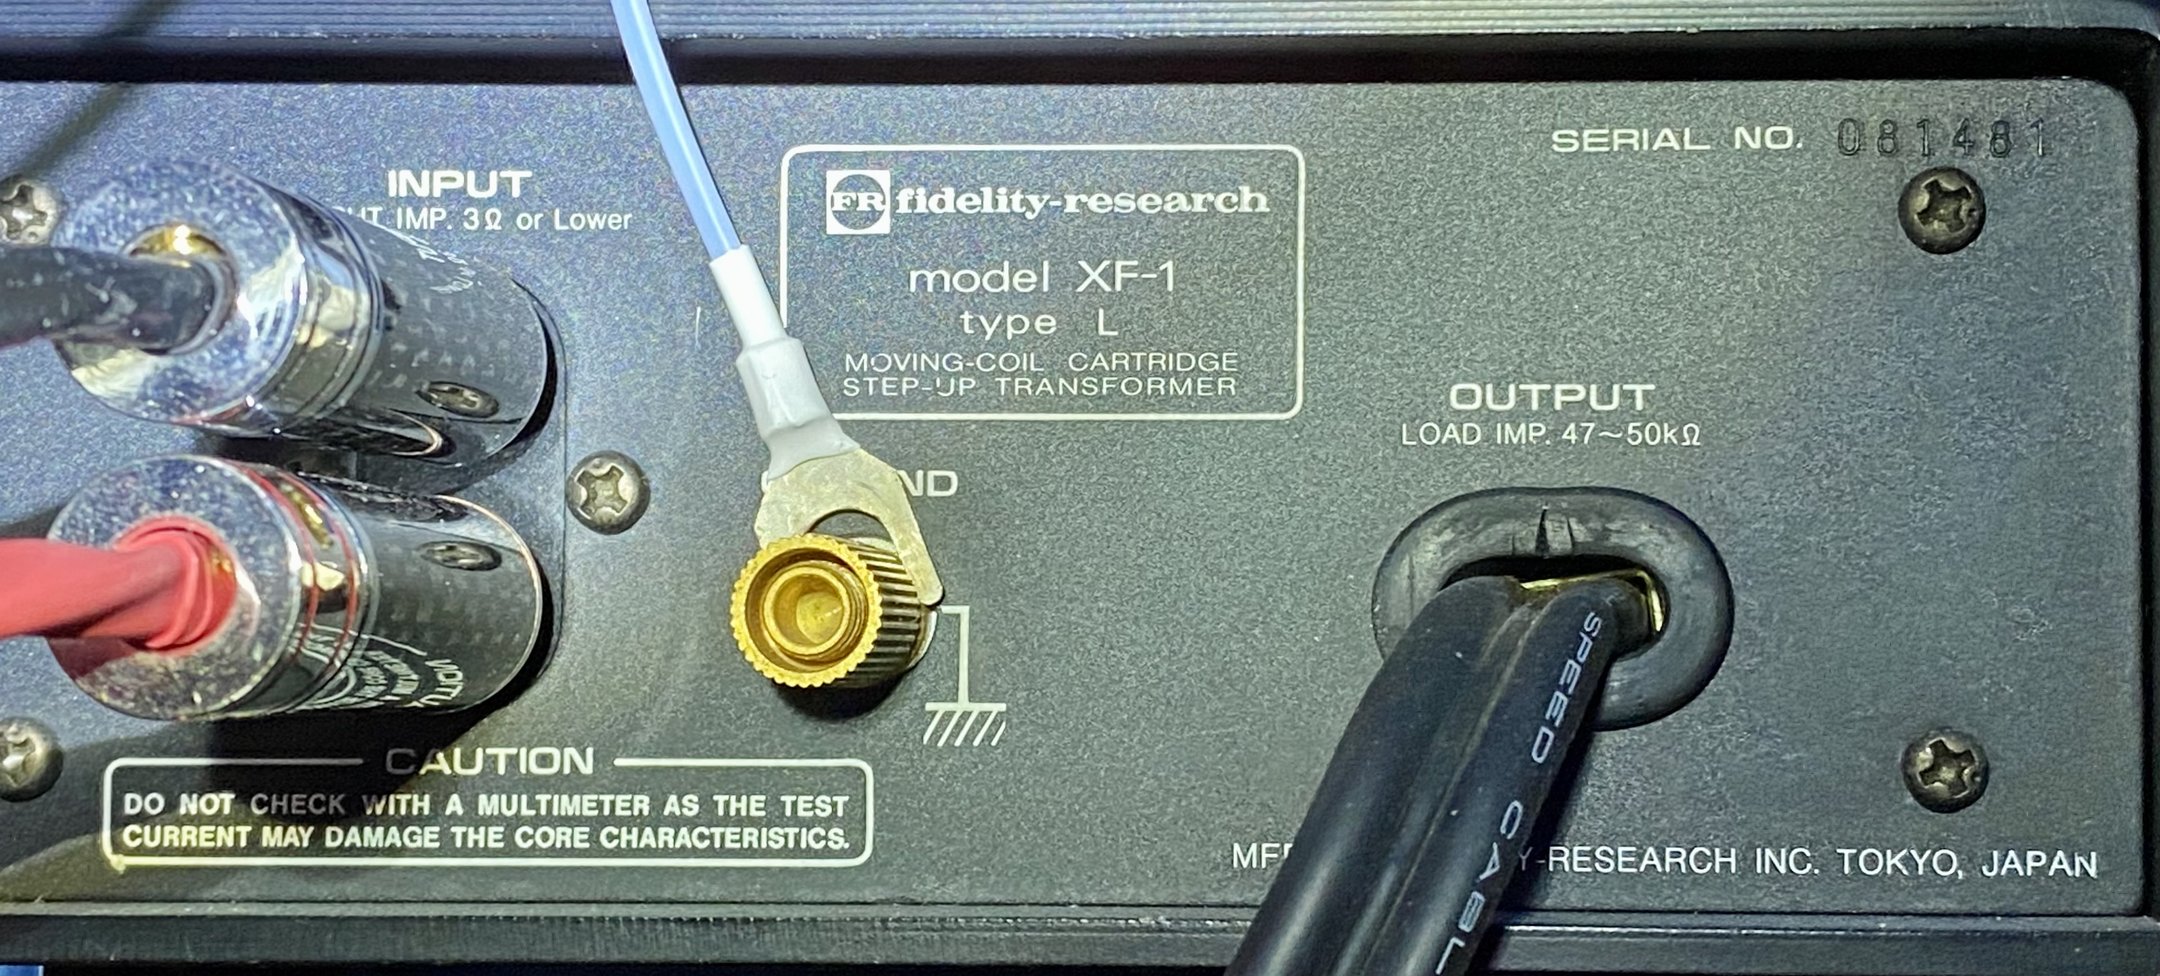 INPUT
IMP. 3Ω or Lower
FR fidelity-research
model XF-1
type L
MOVING-COIL CARTRIDGE
STEP-UP TRANSFORMER
SERIAL NO. 081481
OUTPUT
LOAD IMP. 47~50kΩ
CAUTION
DO NOT CHECK WITH A MULTIMETER AS THE TEST
CURRENT MAY DAMAGE THE CORE CHARACTERISTICS.
SPEED CABL
-RESEARCH INC. TOKYO, JAPAN